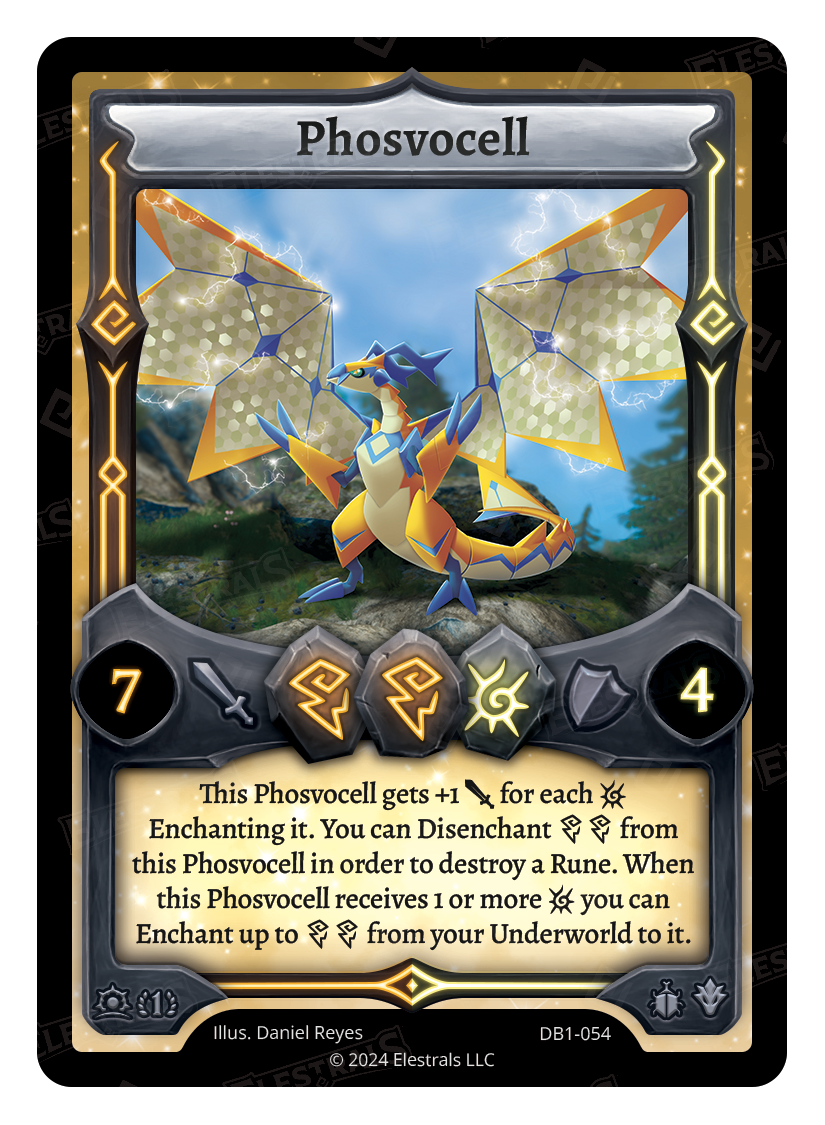 Phosvocell
7
4
This Phosvocell gets +1 for each
Enchanting it. You can Disenchant from
this Phosvocell in order to destroy a Rune. When
this Phosvocell receives 1 or more you can
Enchant up to from your Underworld to it.
1
Illus. Daniel Reyes
DB1-054
© 2024 Elestrals LLC